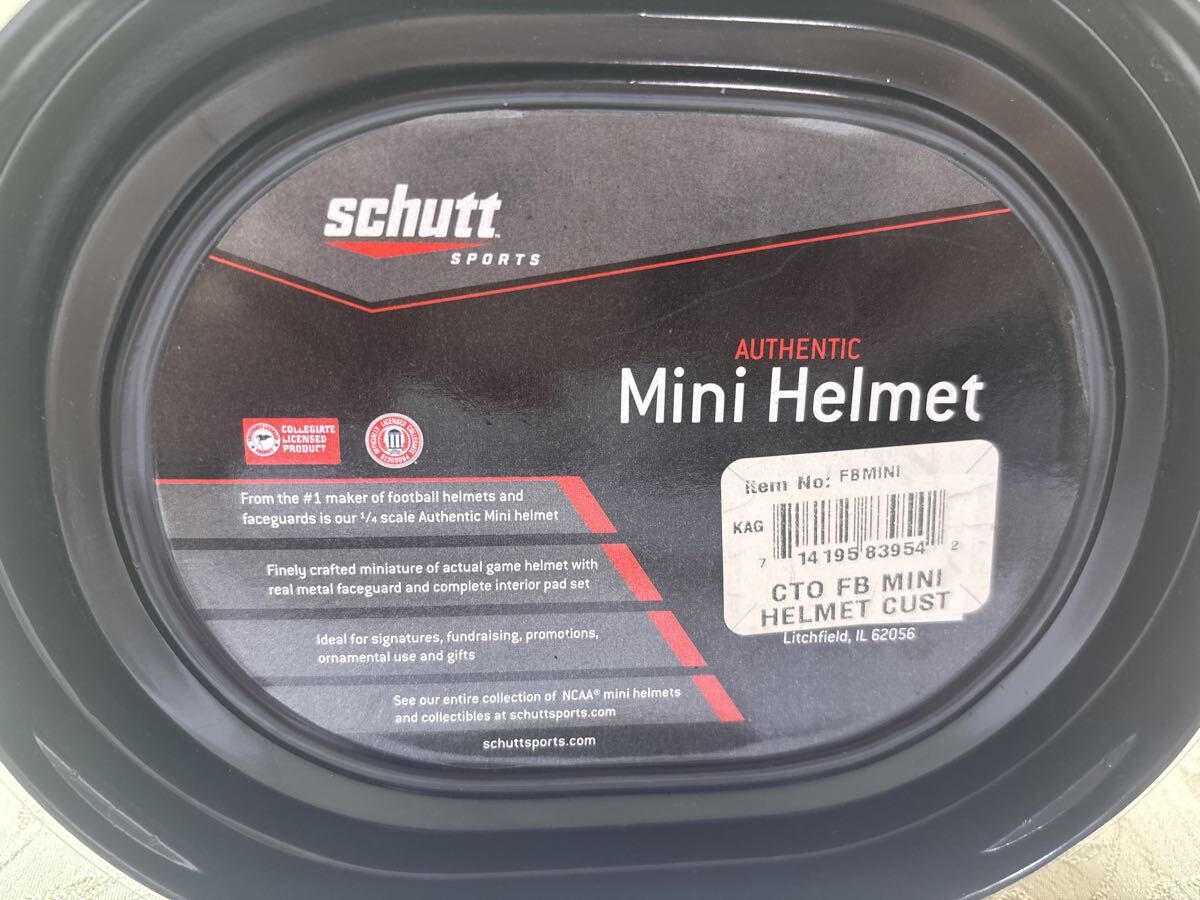 schutt
SPORTS
AUTHENTIC
Mini Helmet
COLLEGIATE
LICENSED
PRODUCT
OFFICIALLY LICENSED COLLEGIATE PRODUCTS
From the #1 maker of football helmets and
faceguards is our 1/4 scale Authentic Mini helmet
Finely crafted miniature of actual game helmet with
real metal faceguard and complete interior pad set
Ideal for signatures, fundraising, promotions,
ornamental use and gifts
See our entire collection of NCAA® mini helmets
and collectibles at schuttsports.com
schuttsports.com
Item No: FBMINI
KAG
7 14195 83954 2
CTO FB MINI
HELMET CUST
Litchfield, IL 62056